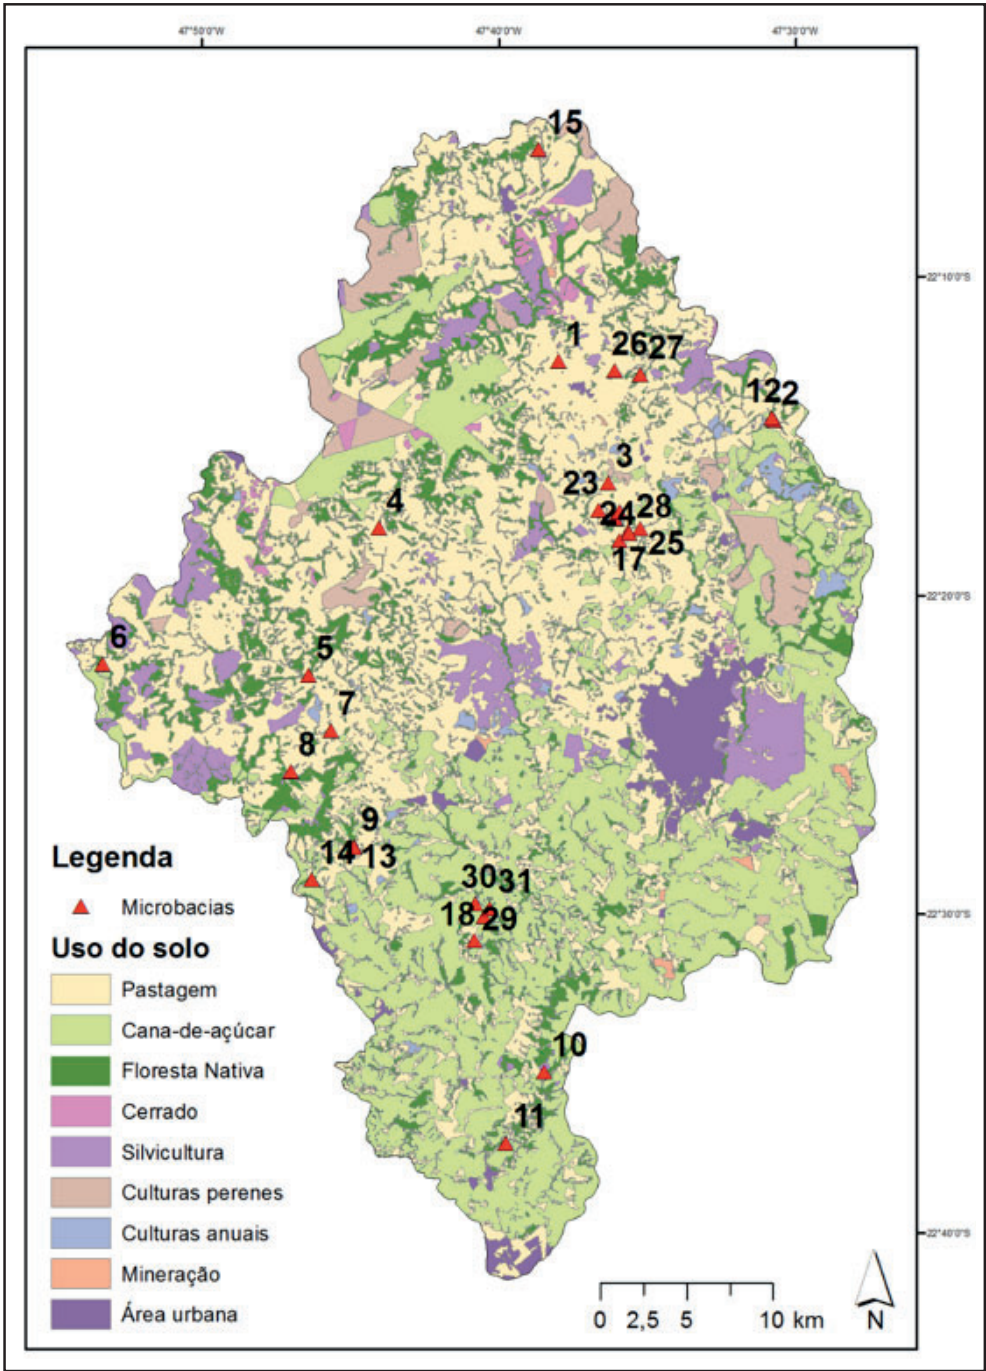 47°50'0"W 47°40'0"W 47°30'0"W
15
22°10'0"S
1
26 27
12 2
3
23
4
24 28
25
17
22°20'0"S
6
5
7
8
9
14 13
30 31
18 29
22°30'0"S
10
11
22°40'0"S
Legenda
Microbacias
Uso do solo
Pastagem
Cana-de-açúcar
Floresta Nativa
Cerrado
Silvicultura
Culturas perenes
Culturas anuais
Mineração
Área urbana
0 2,5 5 10 km
N